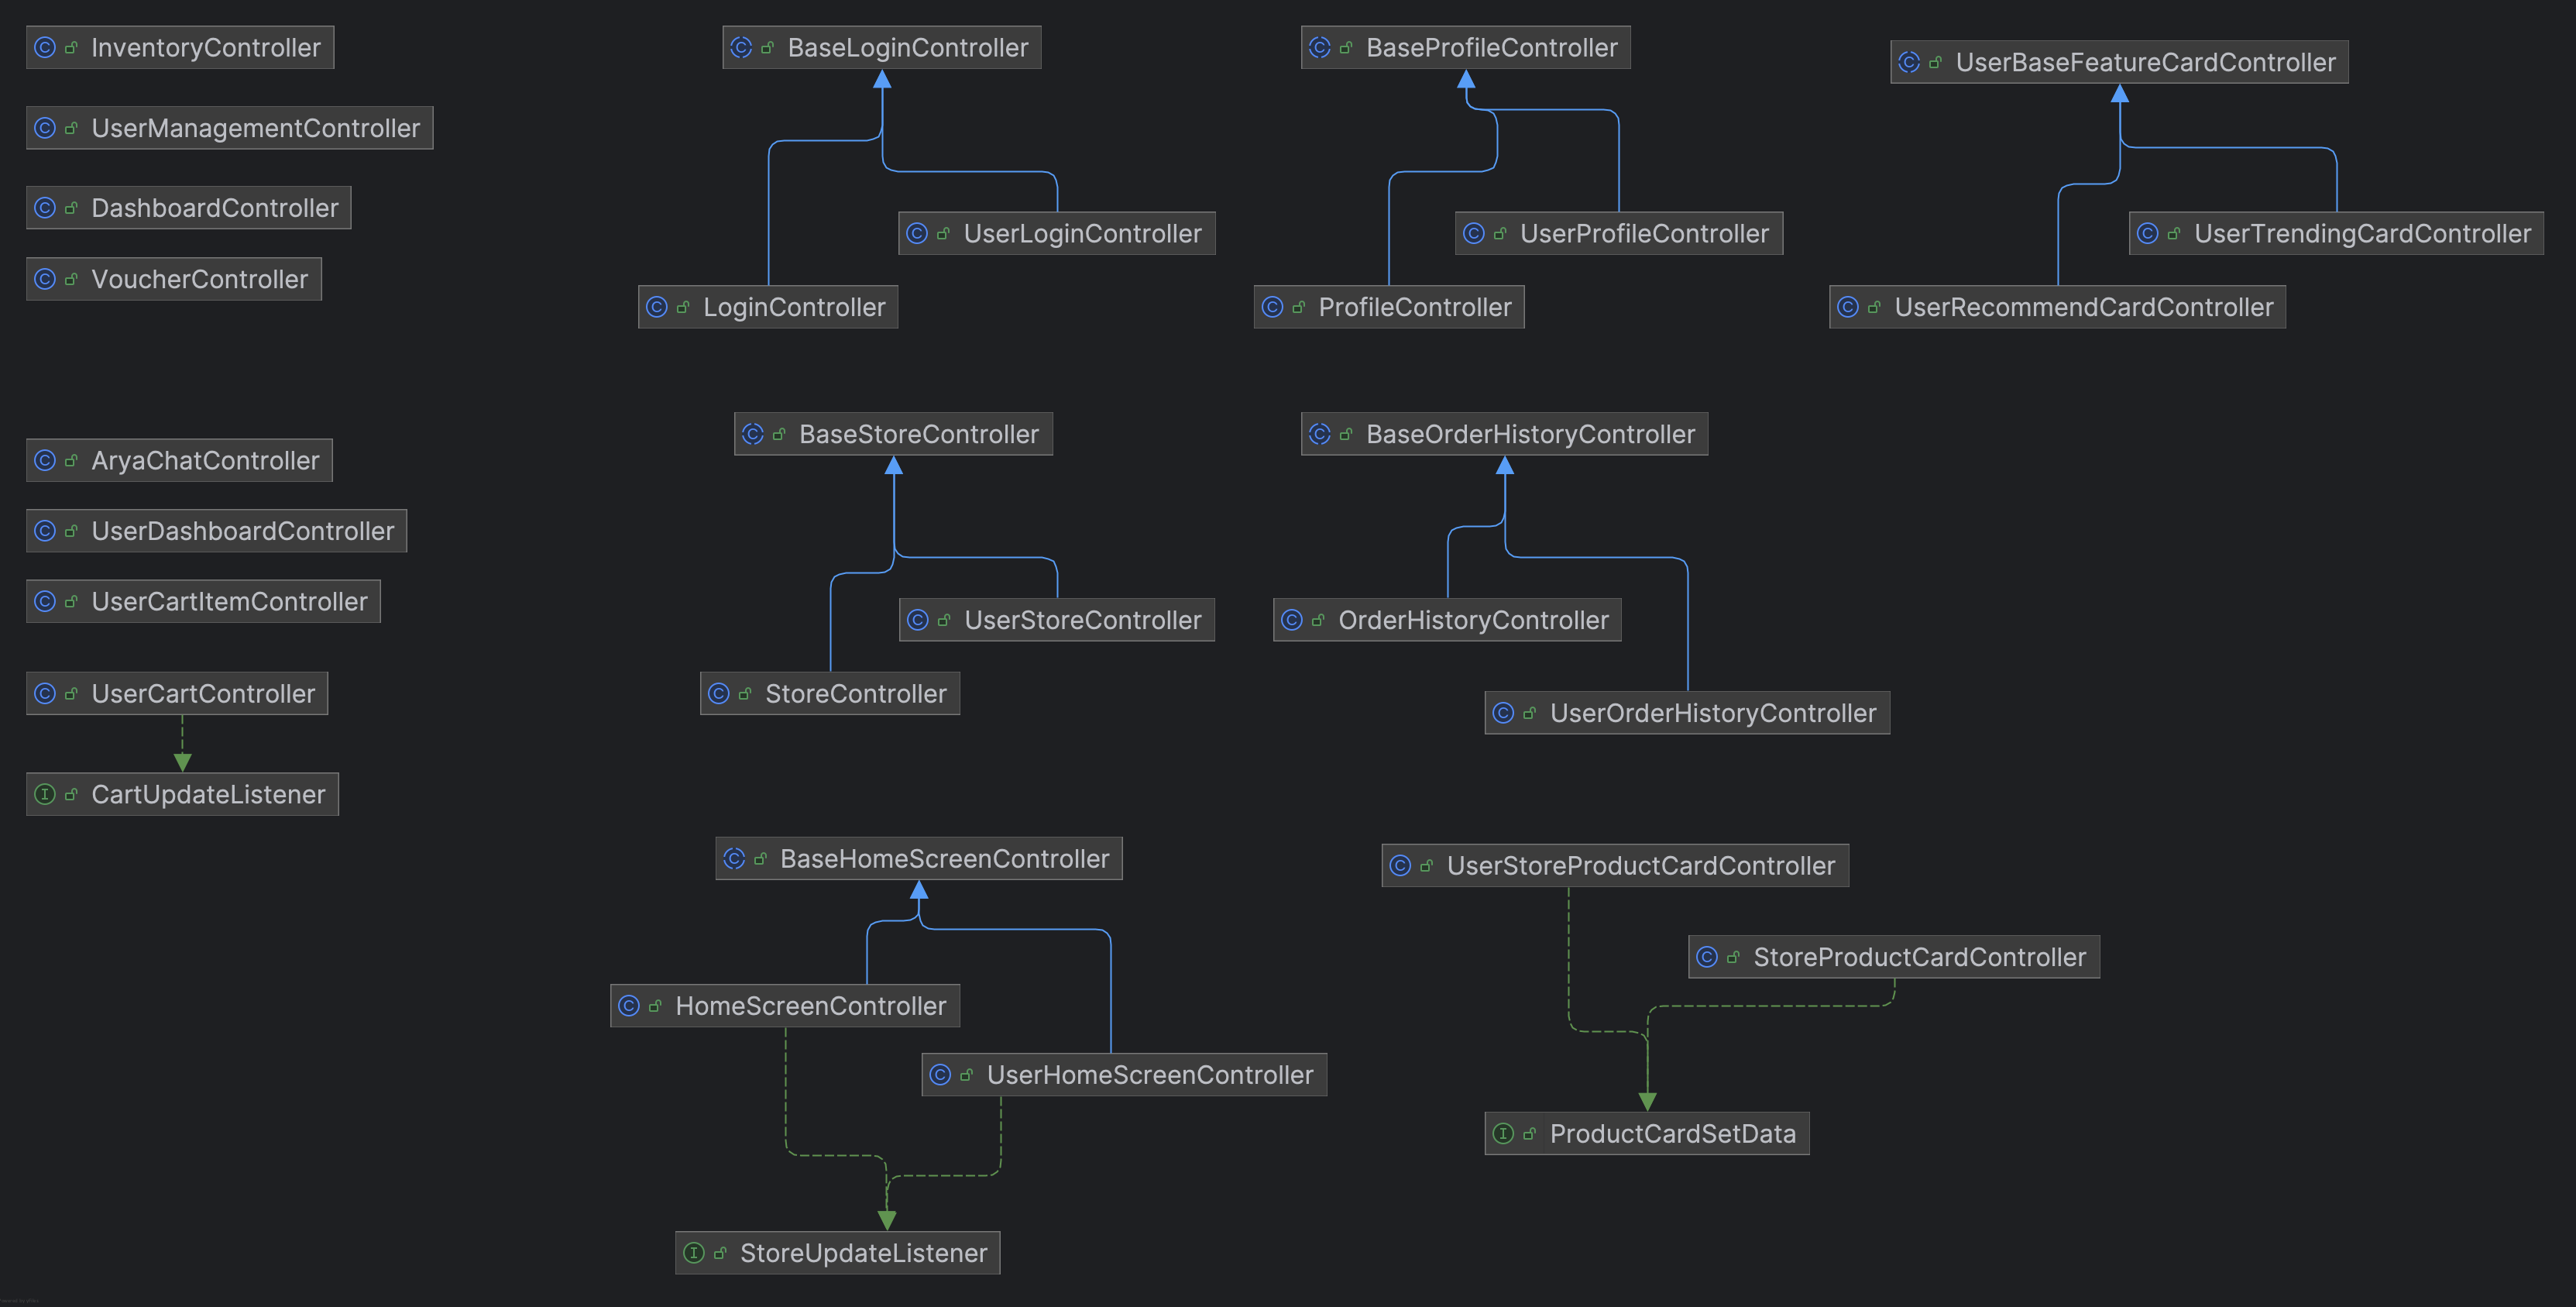 InventoryController
BaseLoginController
BaseProfileController
UserBaseFeatureCardController
UserManagementController
DashboardController
UserLoginController
UserProfileController
UserTrendingCardController
VoucherController
LoginController
ProfileController
UserRecommendCardController
BaseStoreController
BaseOrderHistoryController
AryaChatController
UserDashboardController
UserCartItemController
UserStoreController
OrderHistoryController
UserCartController
StoreController
UserOrderHistoryController
CartUpdateListener
BaseHomeScreenController
UserStoreProductCardController
StoreProductCardController
HomeScreenController
UserHomeScreenController
ProductCardSetData
StoreUpdateListener